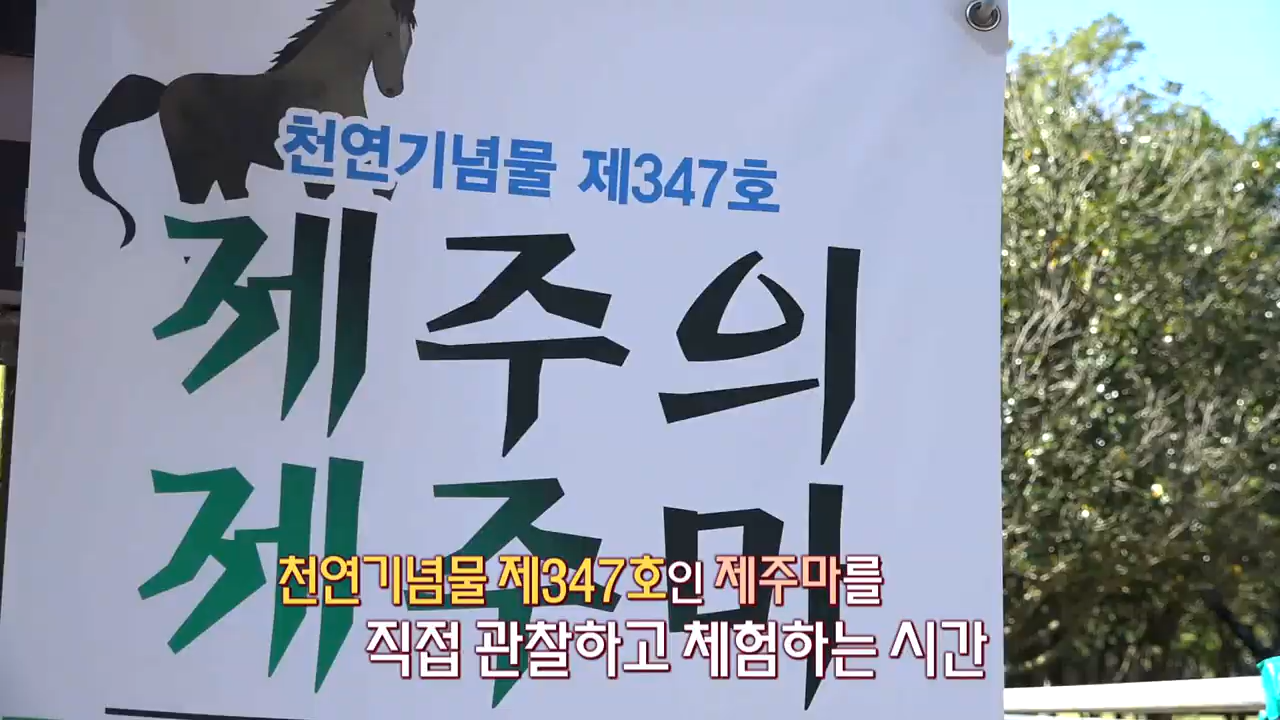 천연기념물 제347호
제주의
제주마
천연기념물 제347호인 제주마를
직접 관찰하고 체험하는 시간